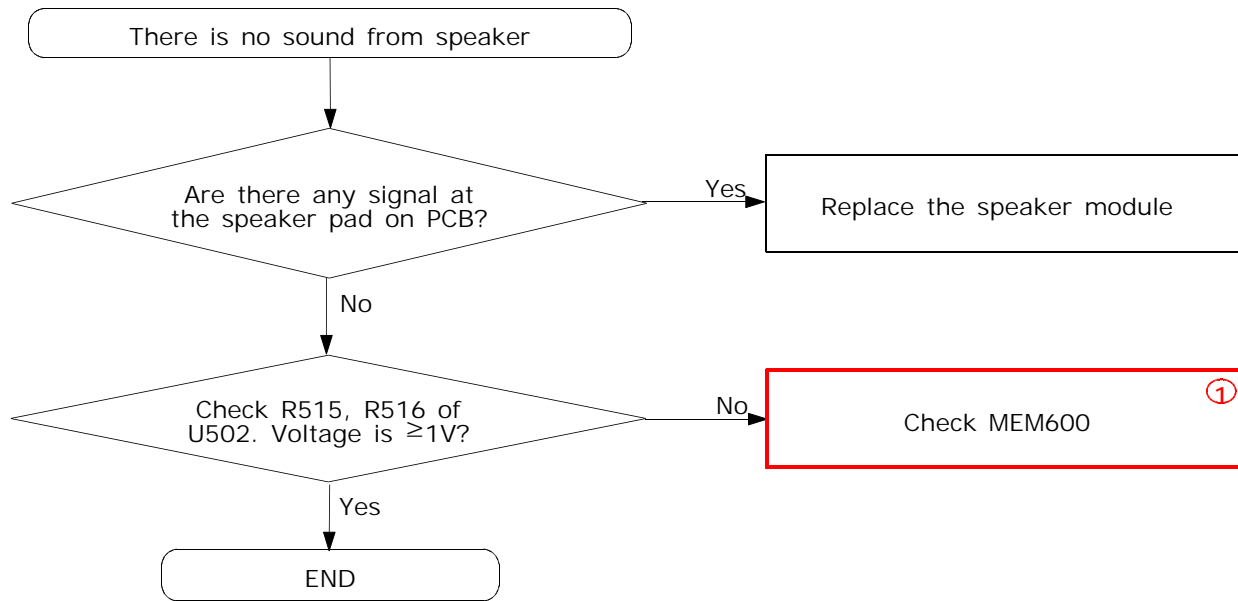 There is no sound from speaker
Are there any signal at
the speaker pad on PCB?
Yes
Replace the speaker module
No
Check R515, R516 of
U502. Voltage is ≥1V?
No
1
Check MEM600
Yes
END